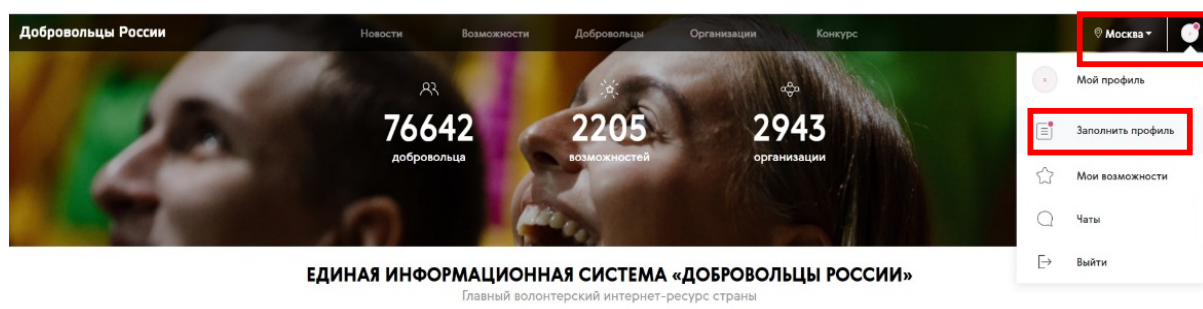 Добровольцы России
Новости
Возможности
Добровольцы
Организации
Конкурс
Москва
76642
добровольца
2205
возможностей
2943
организации
Мой профиль
Заполнить профиль
Мои возможности
Чаты
Выйти
ЕДИНАЯ ИНФОРМАЦИОННАЯ СИСТЕМА «ДОБРОВОЛЬЦЫ РОССИИ»
Главный волонтерский интернет-ресурс страны